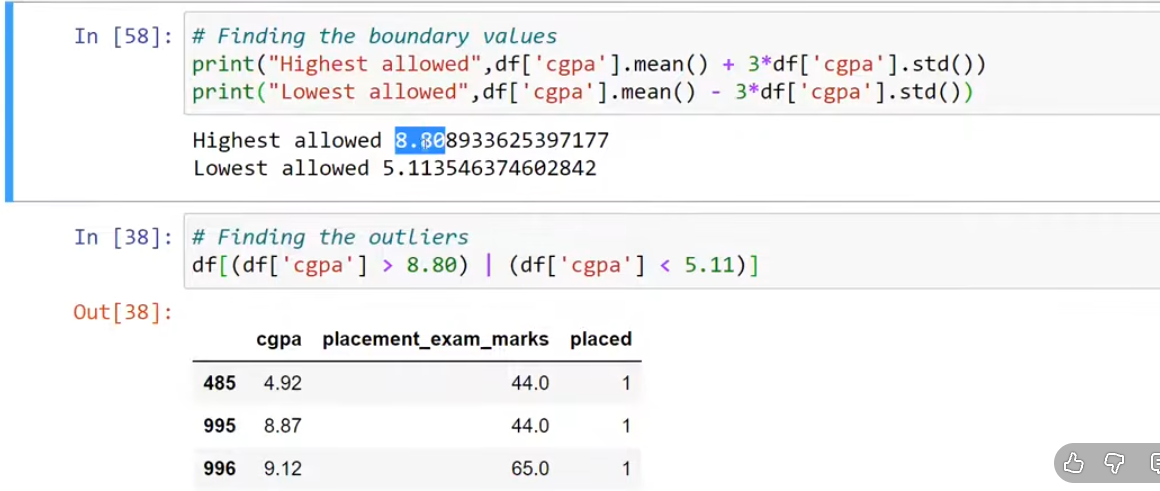 In [58]: # Finding the boundary values
print("Highest allowed",df['cgpa'].mean() + 3*df['cgpa'].std())
print("Lowest allowed",df['cgpa'].mean() - 3*df['cgpa'].std())
Highest allowed 8.808933625397177
Lowest allowed 5.113546374602842
In [38]: # Finding the outliers
df[(df['cgpa'] > 8.80) | (df['cgpa'] < 5.11)]
Out[38]:
cgpa placement_exam_marks placed
485 4.92 44.0 1
995 8.87 44.0 1
996 9.12 65.0 1